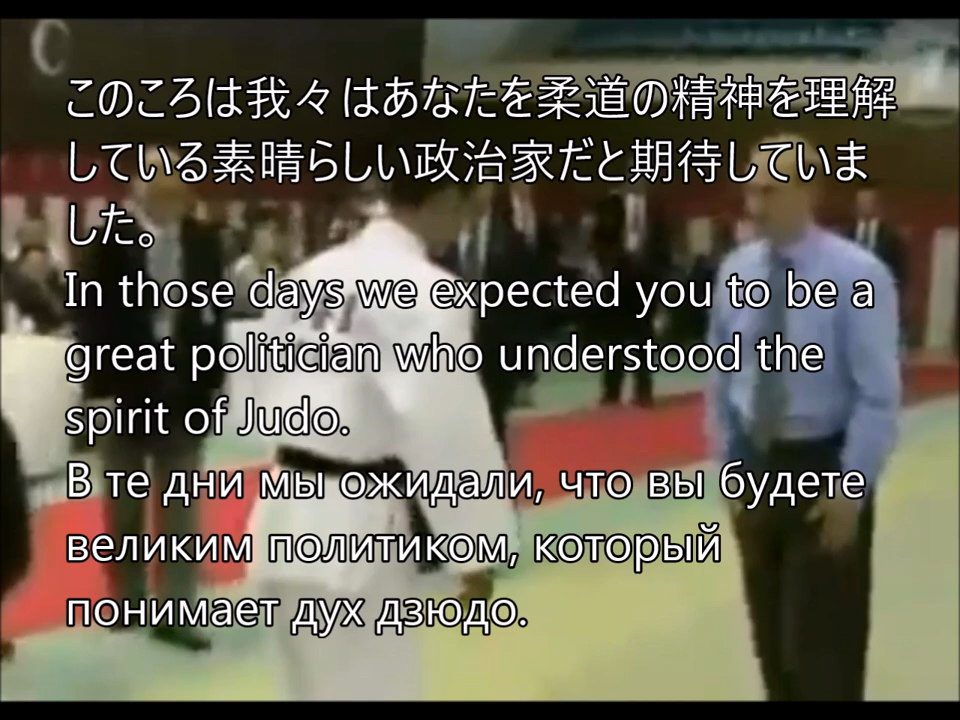 このころは我々はあなたを柔道の精神を理解
している素晴らしい政治家だと期待していま
した。
In those days we expected you to be a
great politician who understood the
spirit of Judo.
В те дни мы ожидали, что вы будете
великим политиком, который
понимает дух дзюдо.